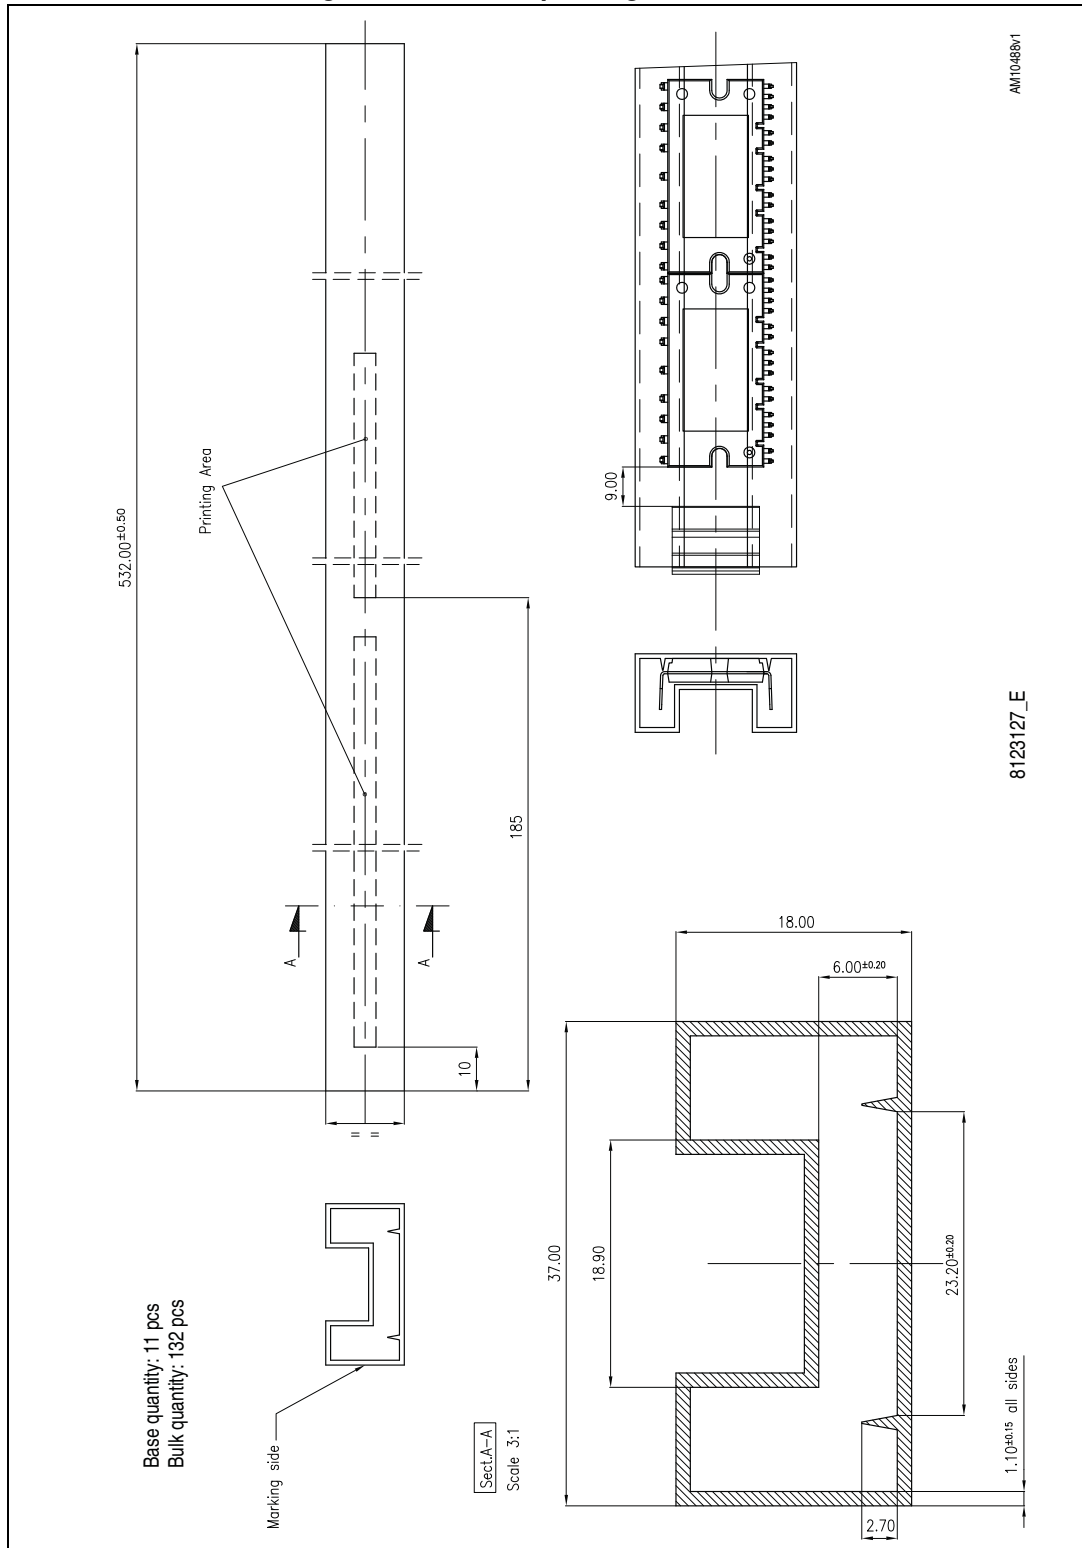 AM10488v1
532.00±0.50
Printing Area
9.00
185
8123127_E
A
A
10
= =
18.00
6.00±0.20
37.00
18.90
23.20±0.20
1.10±0.15 all sides
2.70
Base quantity: 11 pcs
Bulk quantity: 132 pcs
Marking side
Sect.A-A
Scale 3:1